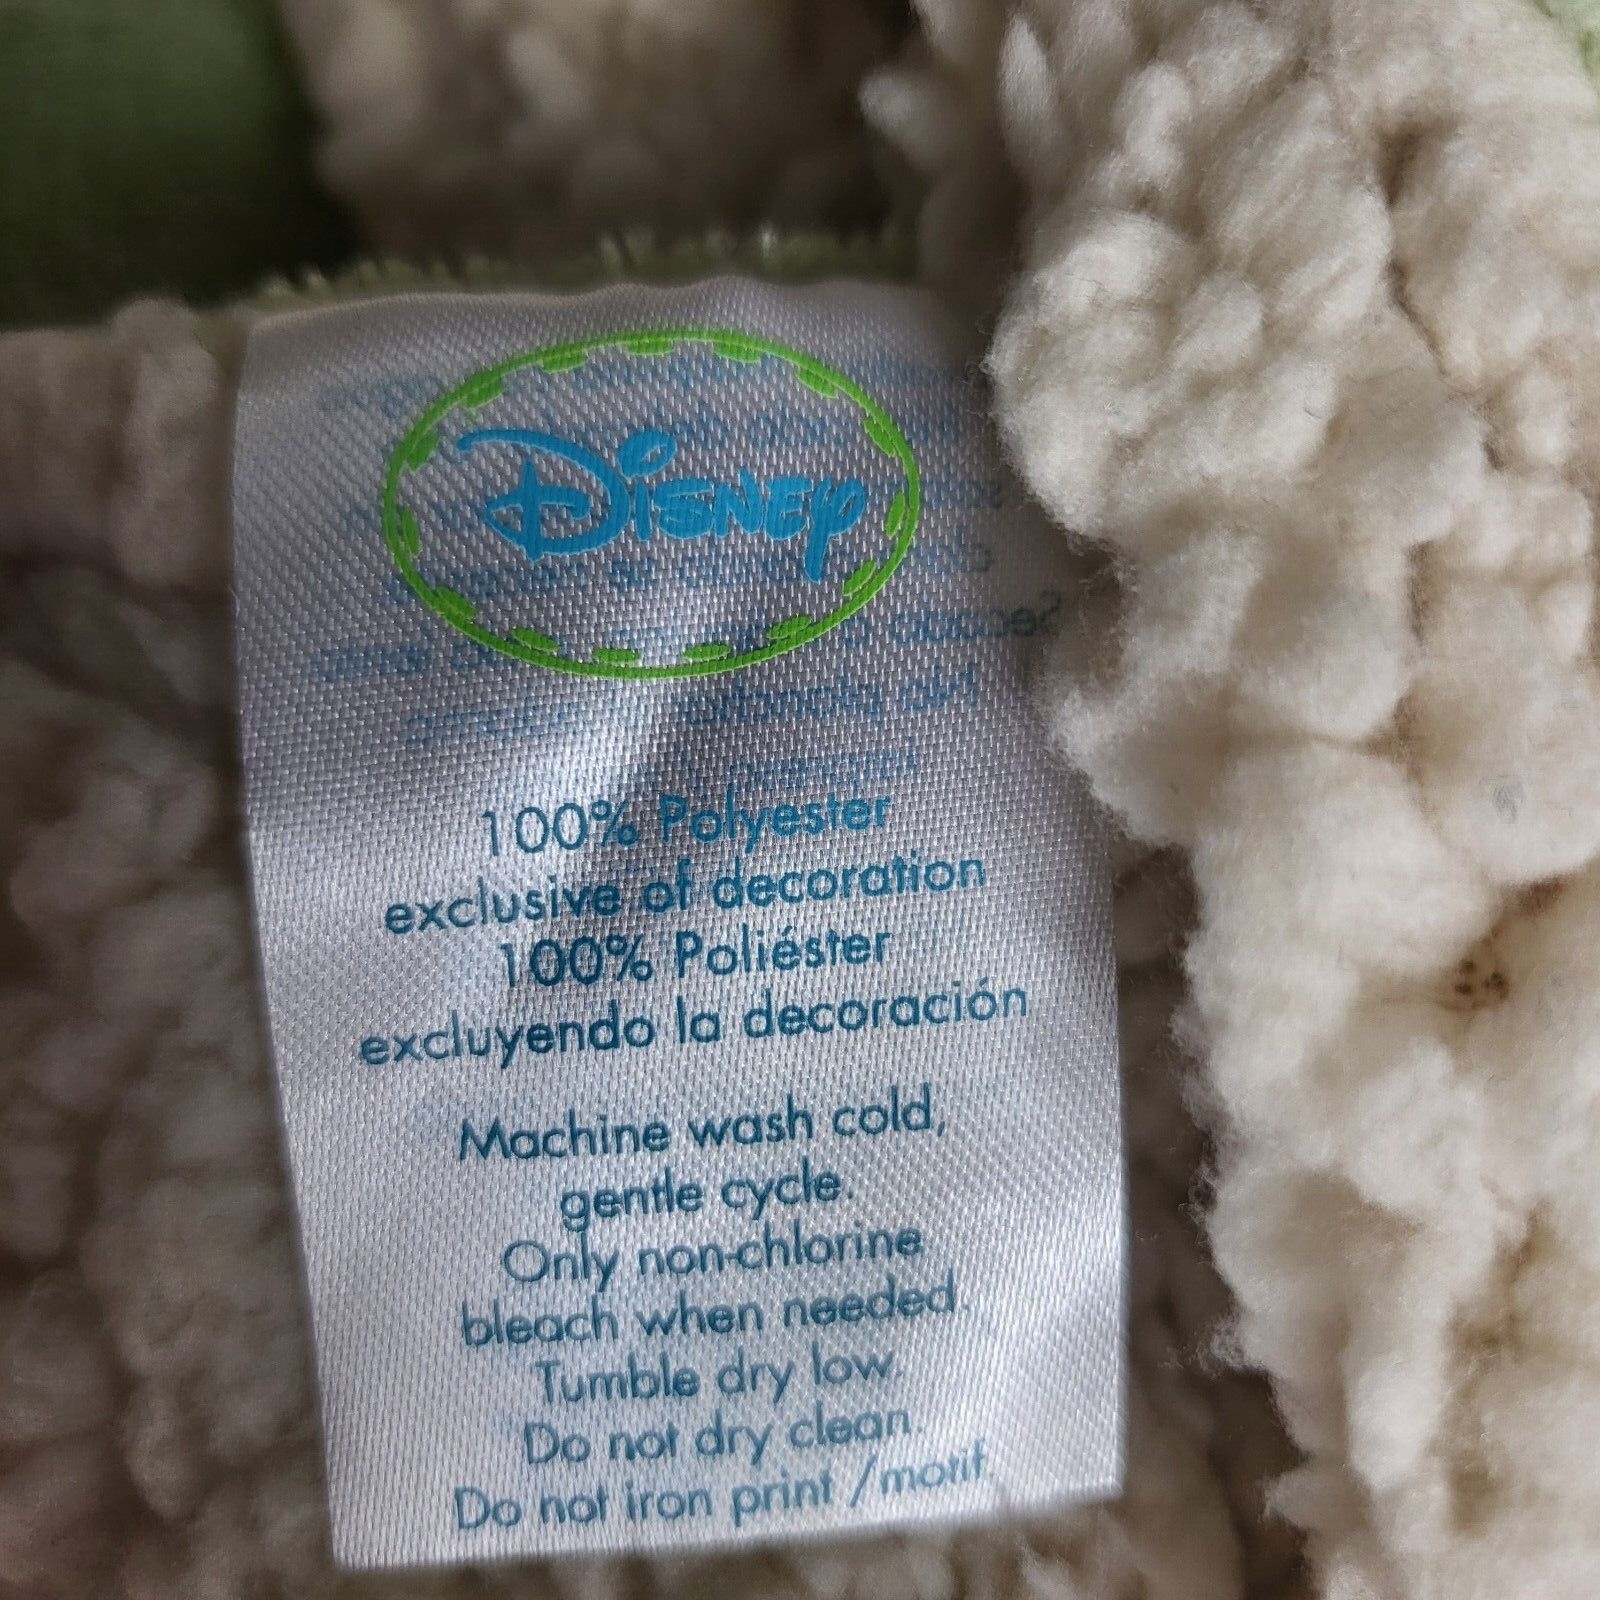 Disney
100% Polyester
exclusive of decoration
100% Poliéster
excluyendo la decoración
Machine wash cold,
gentle cycle.
Only non-chlorine
bleach when needed.
Tumble dry low.
Do not dry clean.
Do not iron print /motif.